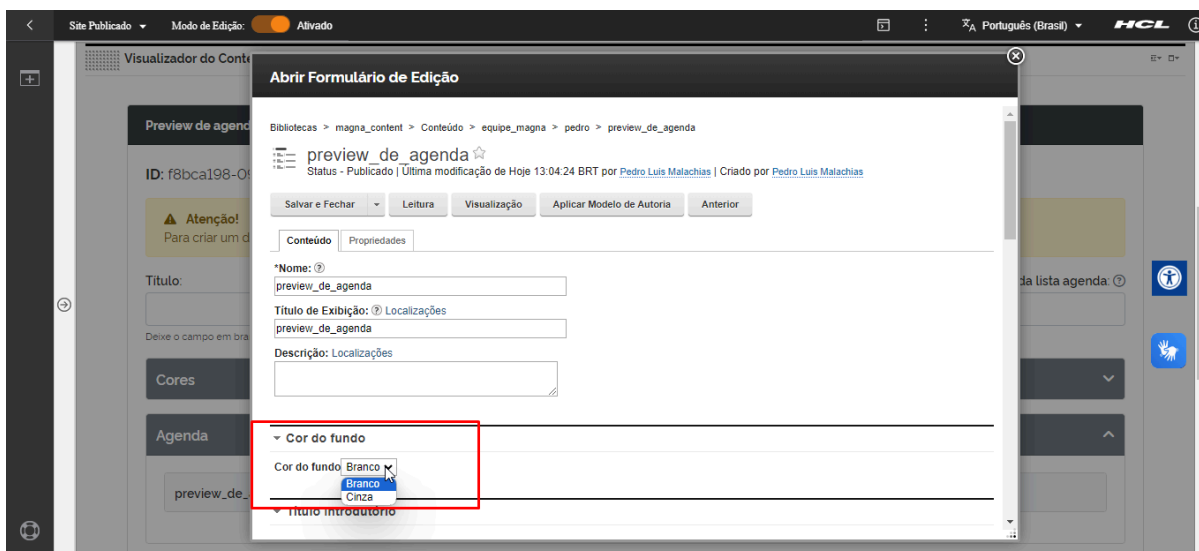 Site Publicado Modo de Edição: Ativado Português (Brasil) HCL
Visualizador do Conte
Abrir Formulário de Edição
Preview de agend
Bibliotecas > magna_content > Conteúdo > equipe_magna > pedro > preview_de_agenda
preview_de_agenda
Status - Publicado | Última modificação de Hoje 13:04:24 BRT por Pedro Luis Malachias | Criado por Pedro Luis Malachias
ID: f8bca198-0
Salvar e Fechar Leitura Visualização Aplicar Modelo de Autoria Anterior
Atenção!
Para criar um d
Conteúdo Propriedades
*Nome:
preview_de_agenda
Título: da lista agenda:
Título de Exibição: Localizações
preview_de_agenda
Deixe o campo em bra
Descrição: Localizações
Cores
Agenda
Cor do fundo
Cor do fundo Branco
Branco
Cinza
preview_de_
Título Introdutório